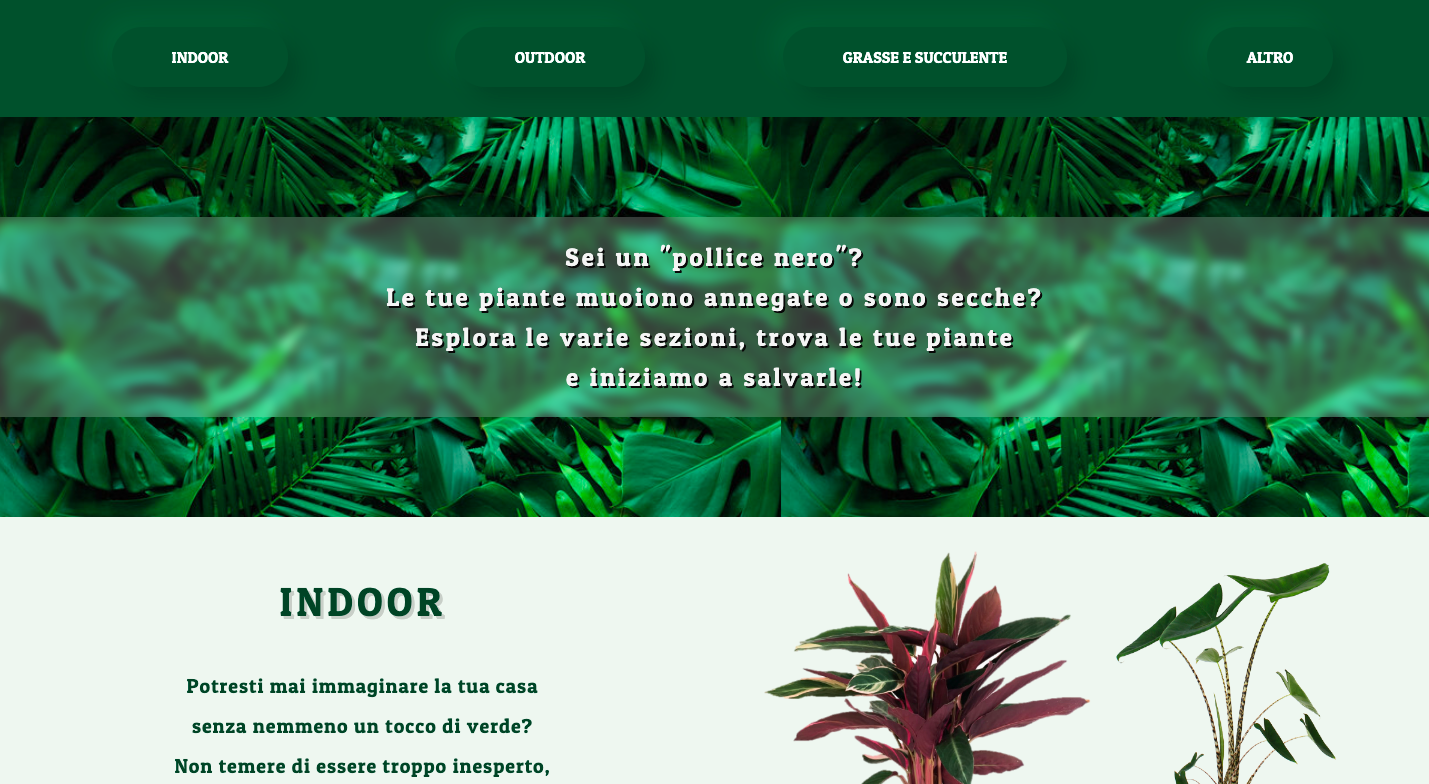 INDOOR
OUTDOOR
GRASSE E SUCCULENTE
ALTRO
Sei un "pollice nero"?
Le tue piante muoiono annegate o sono secche?
Esplora le varie sezioni, trova le tue piante
e iniziamo a salvarle!
INDOOR
Potresti mai immaginare la tua casa
senza nemmeno un tocco di verde?
Non temere di essere troppo inesperto,